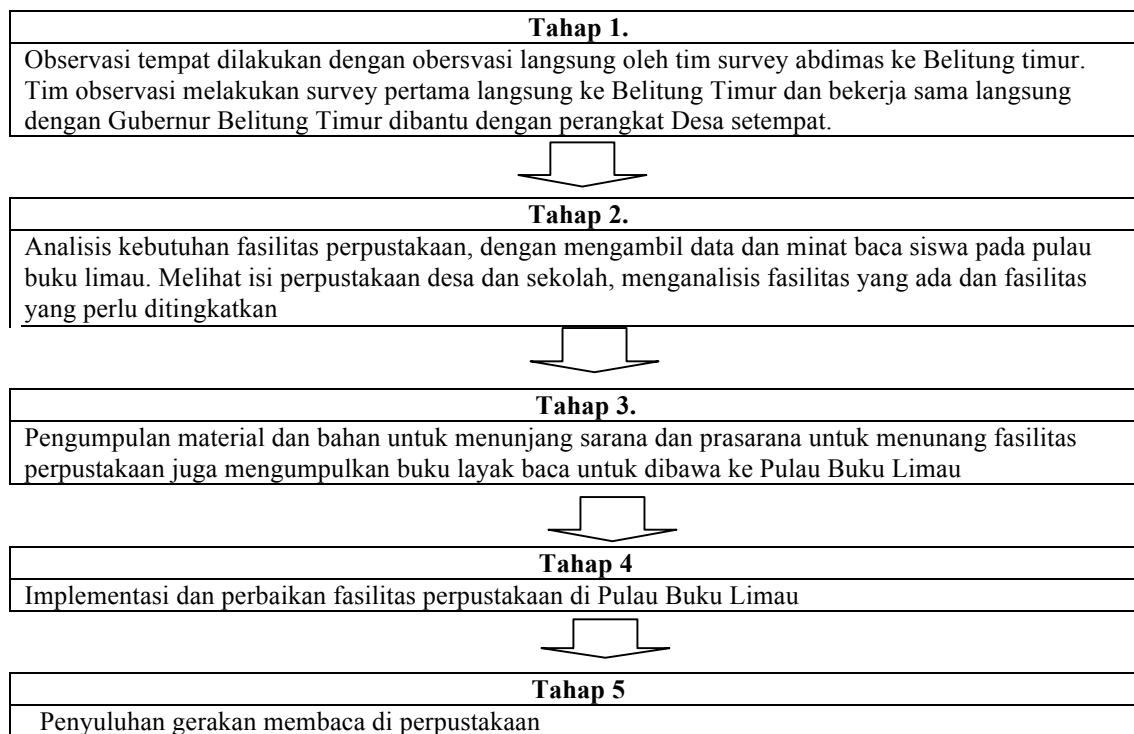 Tahap 1.
Observasi tempat dilakukan dengan obersvasi langsung oleh tim survey abdimas ke Belitung timur.
Tim observasi melakukan survey pertama langsung ke Belitung Timur dan bekerja sama langsung
dengan Gubernur Belitung Timur dibantu dengan perangkat Desa setempat.
Tahap 2.
Analisis kebutuhan fasilitas perpustakaan, dengan mengambil data dan minat baca siswa pada pulau
buku limau. Melihat isi perpustakaan desa dan sekolah, menganalisis fasilitas yang ada dan fasilitas
yang perlu ditingkatkan
Tahap 3.
Pengumpulan material dan bahan untuk menunjang sarana dan prasarana untuk menunang fasilitas
perpustakaan juga mengumpulkan buku layak baca untuk dibawa ke Pulau Buku Limau
Tahap 4
Implementasi dan perbaikan fasilitas perpustakaan di Pulau Buku Limau
Tahap 5
Penyuluhan gerakan membaca di perpustakaan